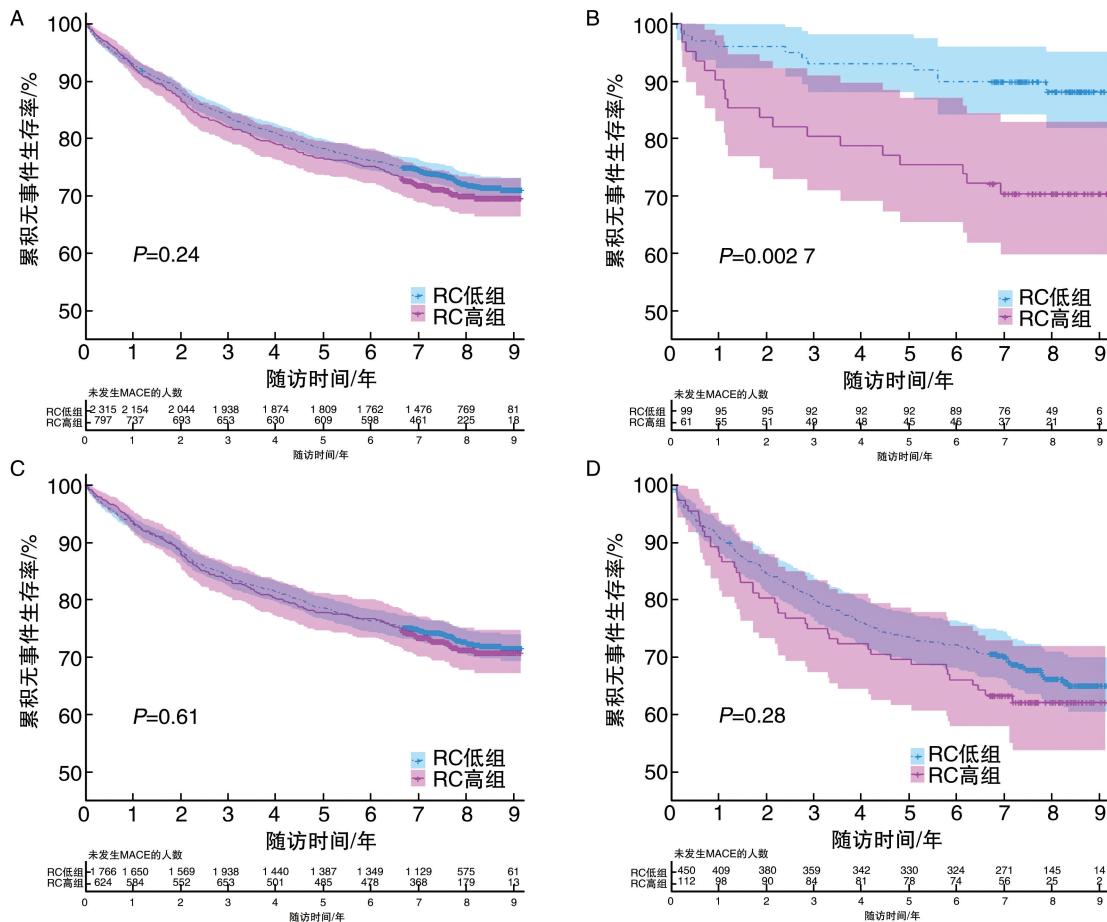 A
累积无事件生存率/%
100
90
80
70
60
50
P=0.24
RC低组
RC高组
0 1 2 3 4 5 6 7 8 9
随访时间/年
未发生MACE的人数
RC低组 2 315 2 154 2 044 1 938 1 874 1 809 1 762 1 476 769 81
RC高组 797 737 693 653 630 609 598 461 225 18
0 1 2 3 4 5 6 7 8 9
随访时间/年
B
累积无事件生存率/%
100
90
80
70
60
50
P=0.002 7
RC低组
RC高组
0 1 2 3 4 5 6 7 8 9
随访时间/年
未发生MACE的人数
RC低组 99 95 95 92 92 92 89 76 49 6
RC高组 61 55 51 49 48 45 46 37 21 3
0 1 2 3 4 5 6 7 8 9
随访时间/年
C
累积无事件生存率/%
100
90
80
70
60
50
P=0.61
RC低组
RC高组
0 1 2 3 4 5 6 7 8 9
随访时间/年
未发生MACE的人数
RC低组 1 766 1 650 1 569 1 938 1 440 1 387 1 349 1 129 575 61
RC高组 624 584 552 653 501 485 478 368 179 13
0 1 2 3 4 5 6 7 8 9
随访时间/年
D
累积无事件生存率/%
100
90
80
70
60
50
P=0.28
RC低组
RC高组
0 1 2 3 4 5 6 7 8 9
随访时间/年
未发生MACE的人数
RC低组 450 409 380 359 342 330 324 271 145 14
RC高组 112 98 90 84 81 78 74 56 25 2
0 1 2 3 4 5 6 7 8 9
随访时间/年